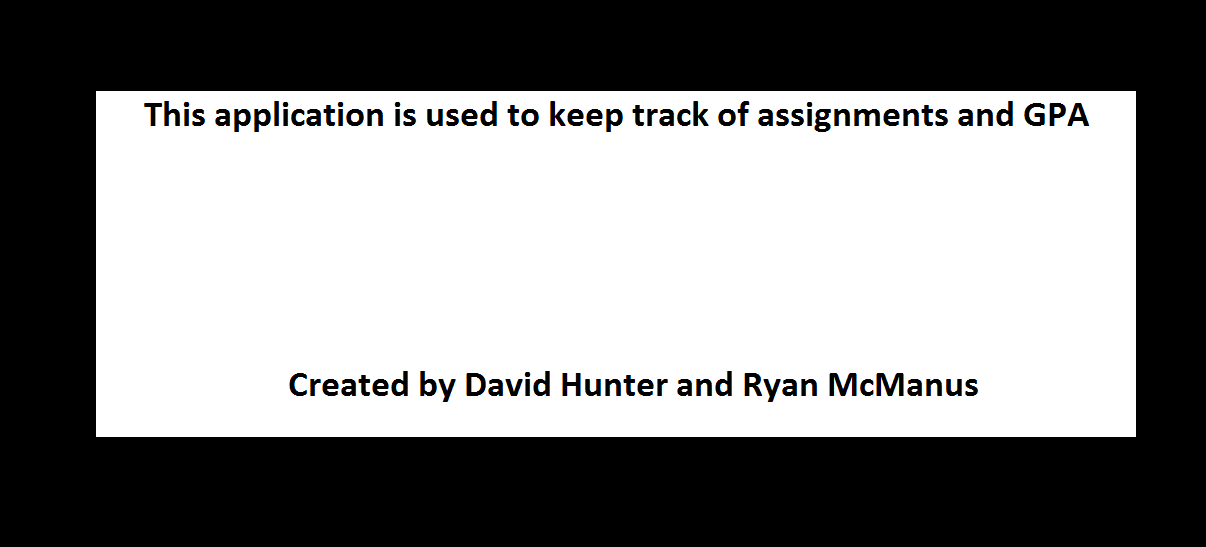 This application is used to keep track of assignments and GPA
Created by David Hunter and Ryan McManus